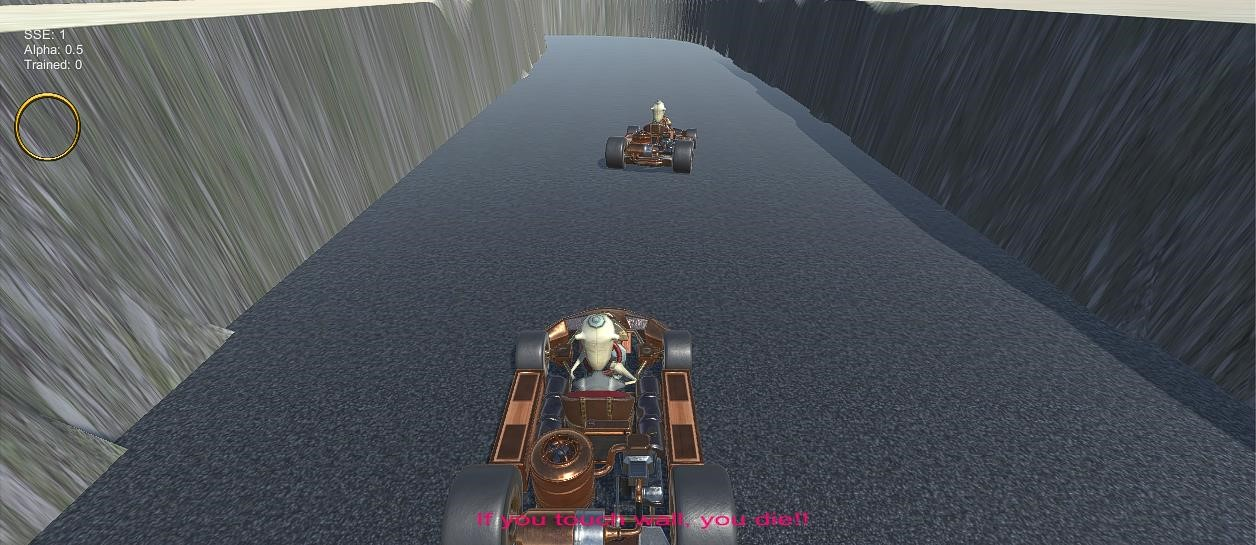 SSE: 1
Alpha: 0.5
Trained: 0
If you touch wall, you die!!